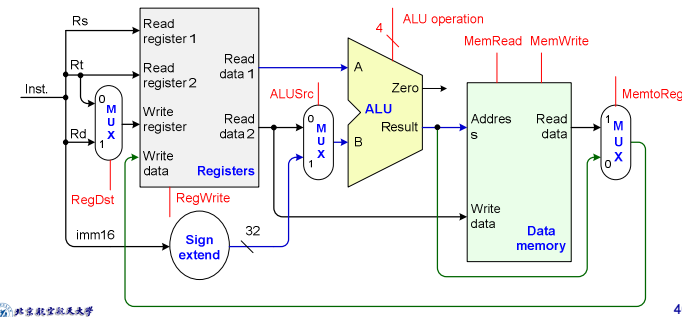 Rs
Read
register 1
Rt
Read
register 2
Inst.
0
M
U
X
1
Write
register
Rd
Write
data
Registers
Read
data 1
Read
data2
RegDst
RegWrite
imm16
Sign
extend
32
ALUSrc
0
M
U
X
1
ALU operation
4
A
B
ALU
Zero
Result
MemRead
MemWrite
Addres
s
Read
data
Write
data
Data
memory
MemtoReg
1
M
U
X
0
北京航空航天大学
4